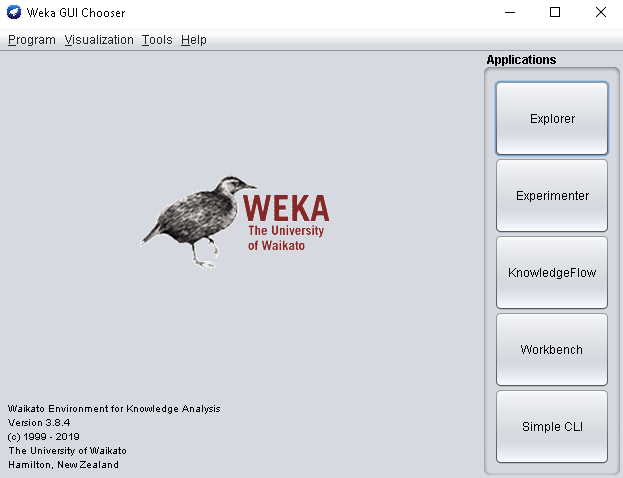 Weka GUI Chooser
Program Visualization Tools Help
Applications
Explorer
Experimenter
KnowledgeFlow
Workbench
Simple CLI
WEKA
The University
of Waikato
Waikato Environment for Knowledge Analysis
Version 3.8.4
(c) 1999 - 2019
The University of Waikato
Hamilton, New Zealand